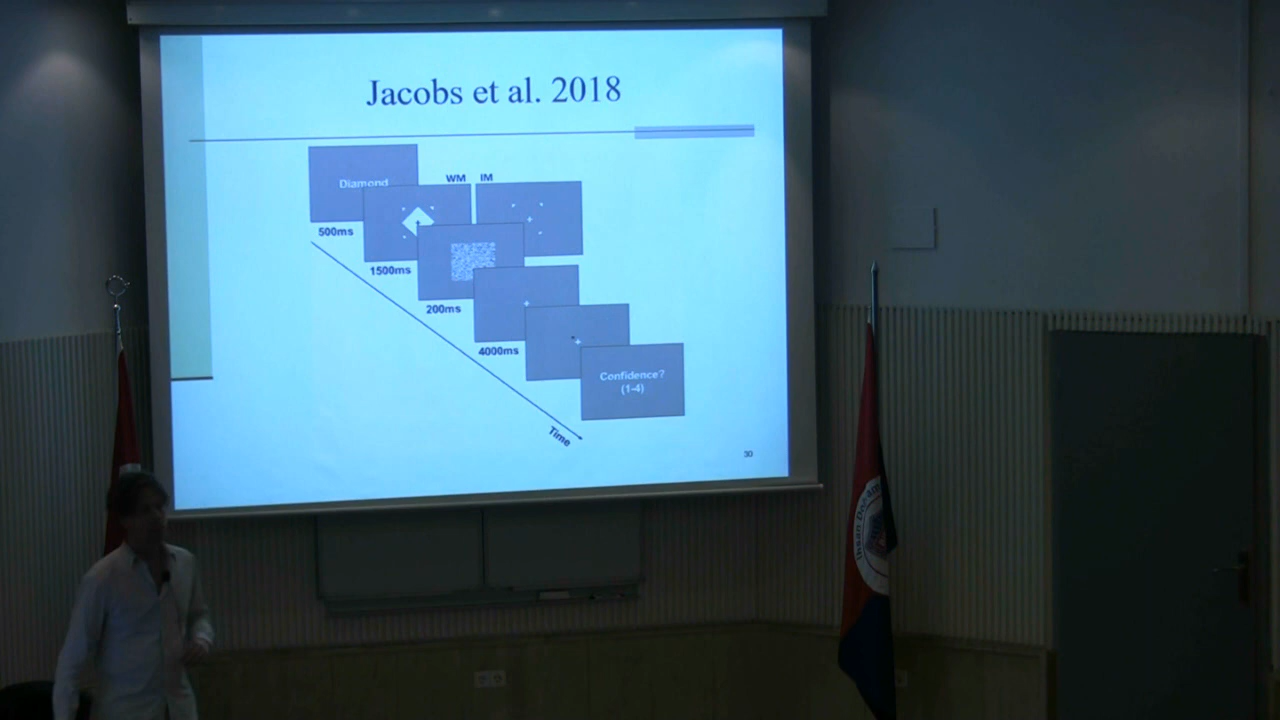 Jacobs et al. 2018
Diamond
WM IM
500ms
1500ms
200ms
4000ms
Confidence?
(1-4)
Time
30